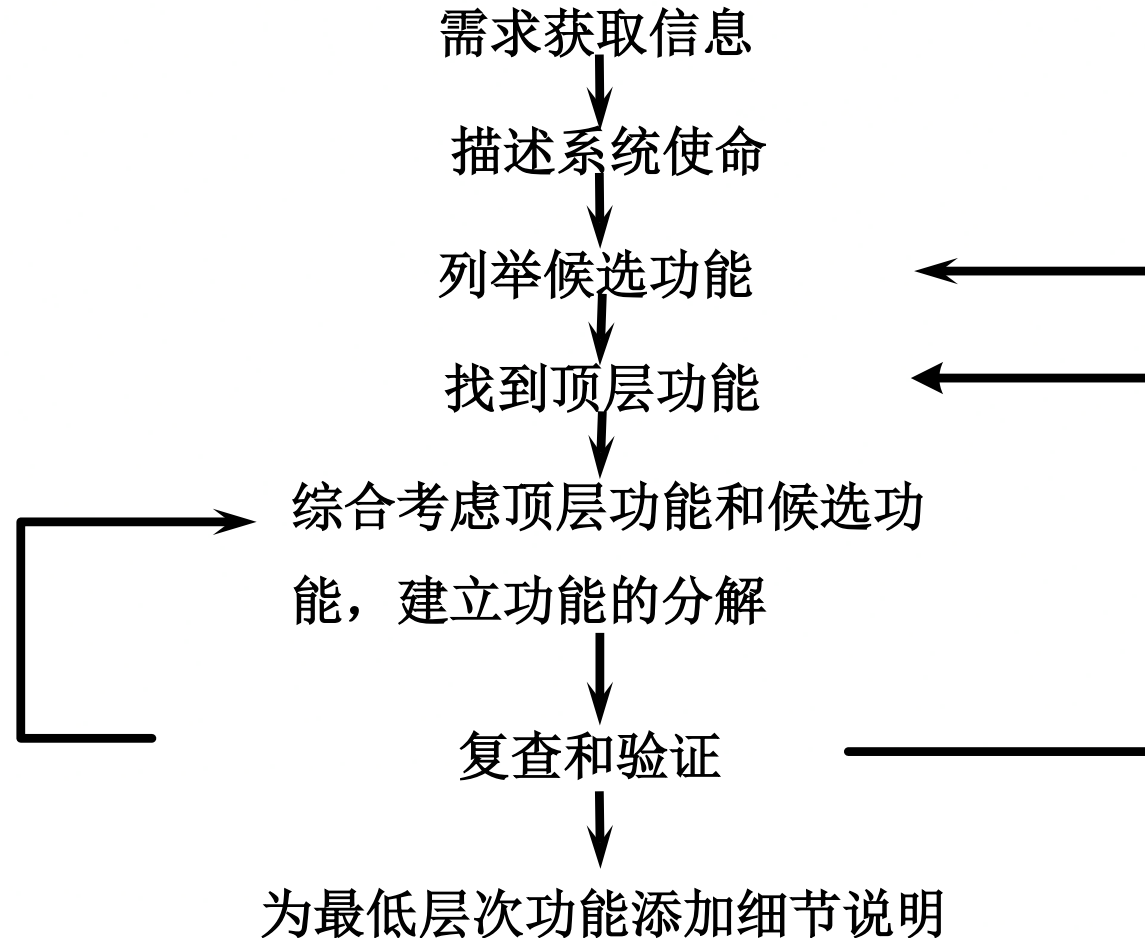 需求获取信息
描述系统使命
列举候选功能
找到顶层功能
综合考虑顶层功能和候选功
能，建立功能的分解
复查和验证
为最低层次功能添加细节说明